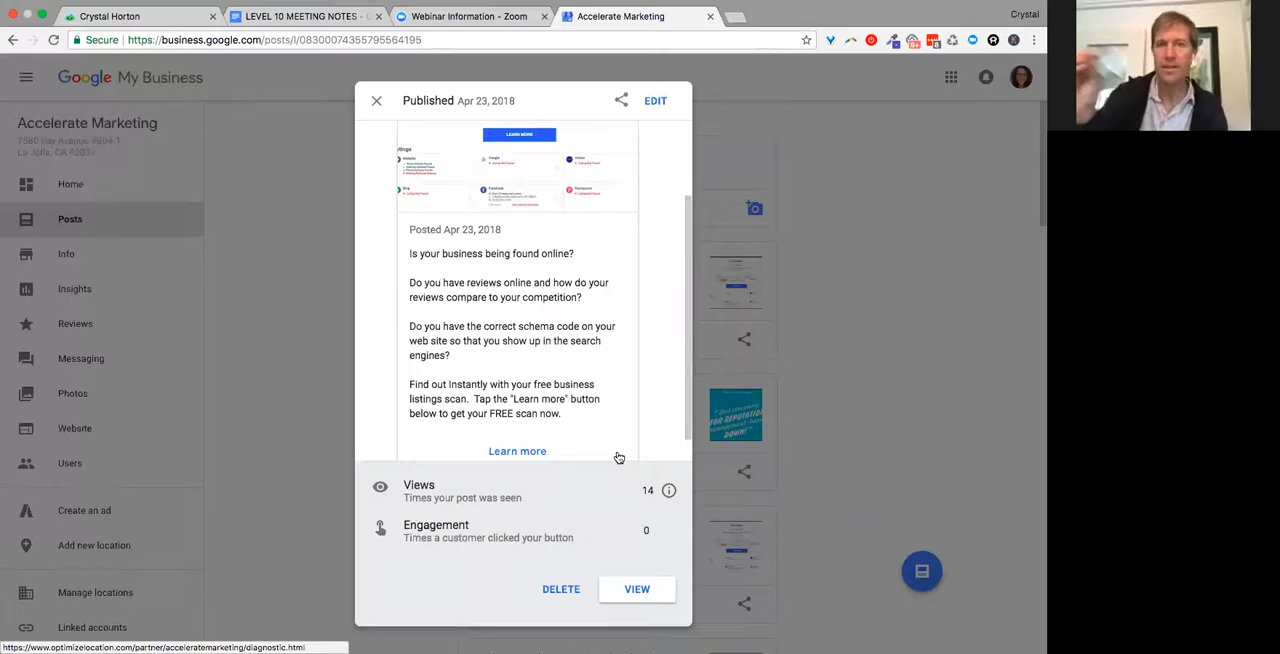 Crystal Horton
LEVEL 10 MEETING NOTES -
Webinar Information - Zoom
Accelerate Marketing
Crystal
Secure
https://business.google.com/posts/l/08300074355795564195
Google My Business
Accelerate Marketing
La Jolla, CA 92037
Home
Posts
Info
Insights
Reviews
Messaging
Photos
Website
Users
Create an ad
Add new location
Manage locations
Linked accounts
Published Apr 23, 2018
EDIT
LEARN MORE
Posted Apr 23, 2018
Is your business being found online?
Do you have reviews online and how do your
reviews compare to your competition?
Do you have the correct schema code on your
web site so that you show up in the search
engines?
Find out Instantly with your free business
listings scan. Tap the "Learn more" button
below to get your FREE scan now.
Learn more
Views
14
Times your post was seen
Engagement
0
Times a customer clicked your button
DELETE
VIEW
FOR REPUTATION
DOWN!
https://www.optimizelocation.com/partner/acceleratemarketing/diagnostic.html